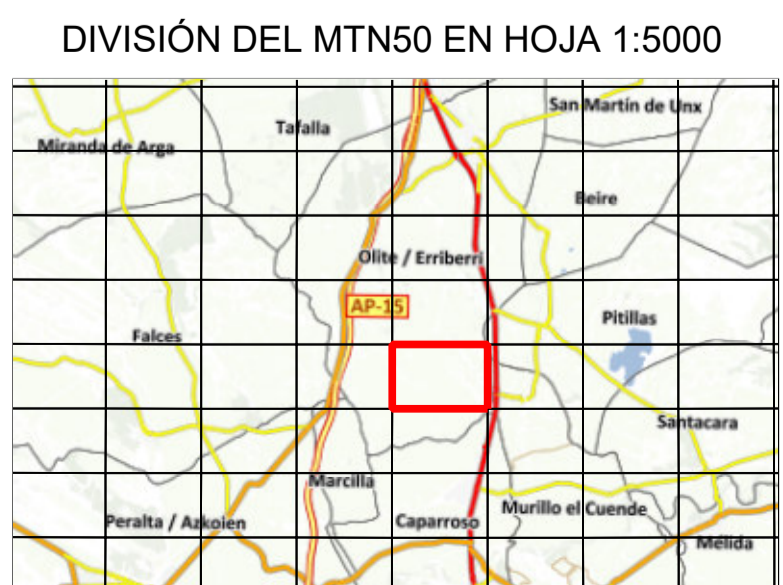 DIVISIÓN DEL MTN50 EN HOJA 1:5000
San Martín de Unx
Tafalla
Miranda de Arga
Beire
Olite / Erriberri
AP-15
Pitillas
Falces
Santacara
Marcilla
Murillo el Cuende
Peralta / Azkoien
Caparroso
Mélida